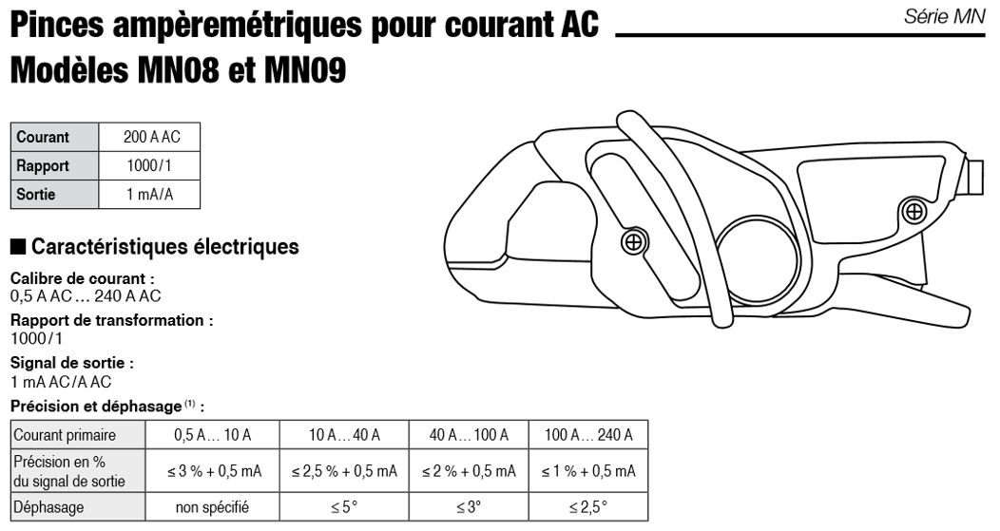 Pinces ampèremétriques pour courant AC
Série MN
Modèles MN08 et MN09
Courant 200 A AC
Rapport 1000/1
Sortie 1 mA/A
■ Caractéristiques électriques
Calibre de courant :
0,5 A AC... 240 A AC
Rapport de transformation :
1000/1
Signal de sortie :
1 mA AC/A AC
Précision et déphasage (1) :
Courant primaire 0,5 A... 10 A 10 A... 40 A 40 A...100 A 100 A... 240 A
Précision en %
du signal de sortie ≤ 3 % + 0,5 mA ≤ 2,5 % + 0,5 mA ≤ 2 % + 0,5 mA ≤ 1 % + 0,5 mA
Déphasage non spécifié ≤ 5° ≤ 3° ≤ 2,5°